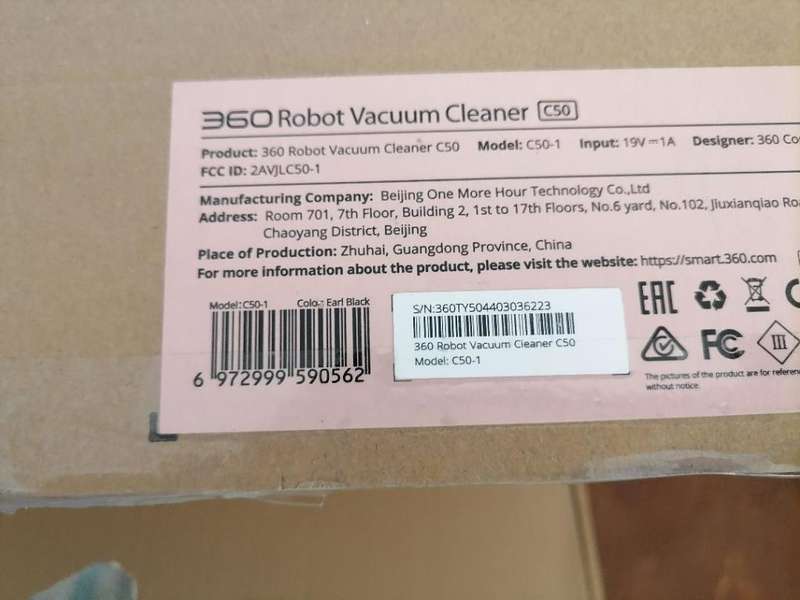 360 Robot Vacuum Cleaner C50
Product: 360 Robot Vacuum Cleaner C50 Model: C50-1 Input: 19V⎓1A Designer: 360
FCC ID: 2AVJLC50-1
Manufacturing Company: Beijing One More Hour Technology Co.,Ltd
Address: Room 701, 7th Floor, Building 2, 1st to 17th Floors, No.6 yard, No.102, Jiuxianqiao
Chaoyang District, Beijing
Place of Production: Zhuhai, Guangdong Province, China
For more information about the product, please visit the website: https://smart.360.com
Model: C50-1 Color: Earl Black
6 972999 590562
S/N:360TY504403036223
360 Robot Vacuum Cleaner C50
Model: C50-1
EAC
FC
III
The pictures of the product are for
without notice.